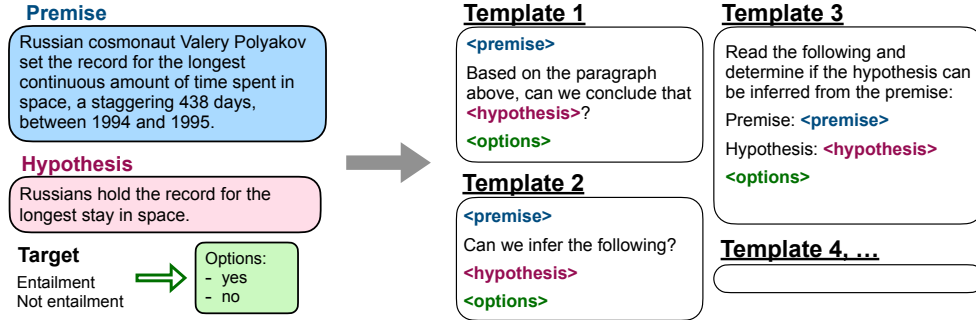 Premise
Russian cosmonaut Valery Polyakov
set the record for the longest
continuous amount of time spent in
space, a staggering 438 days,
between 1994 and 1995.
Hypothesis
Russians hold the record for the
longest stay in space.
Target
Entailment
Not entailment
Options:
- yes
- no
Template 1
<premise>
Based on the paragraph
above, can we conclude that
<hypothesis>?
<options>
Template 2
<premise>
Can we infer the following?
<hypothesis>
<options>
Template 3
Read the following and
determine if the hypothesis can
be inferred from the premise:
Premise: <premise>
Hypothesis: <hypothesis>
<options>
Template 4, …